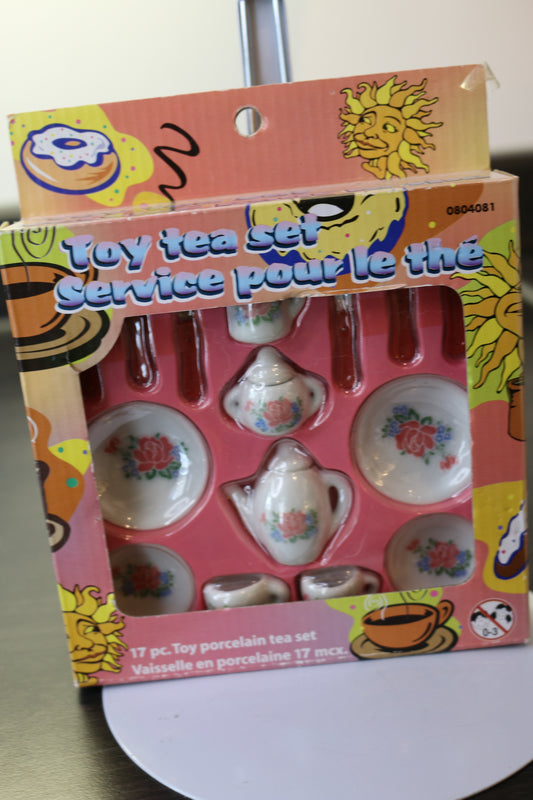 0804081
Toy tea set
Service pour le thé
17 pc. Toy porcelain tea set
Vaisselle en porcelaine 17 mcx.
0-3